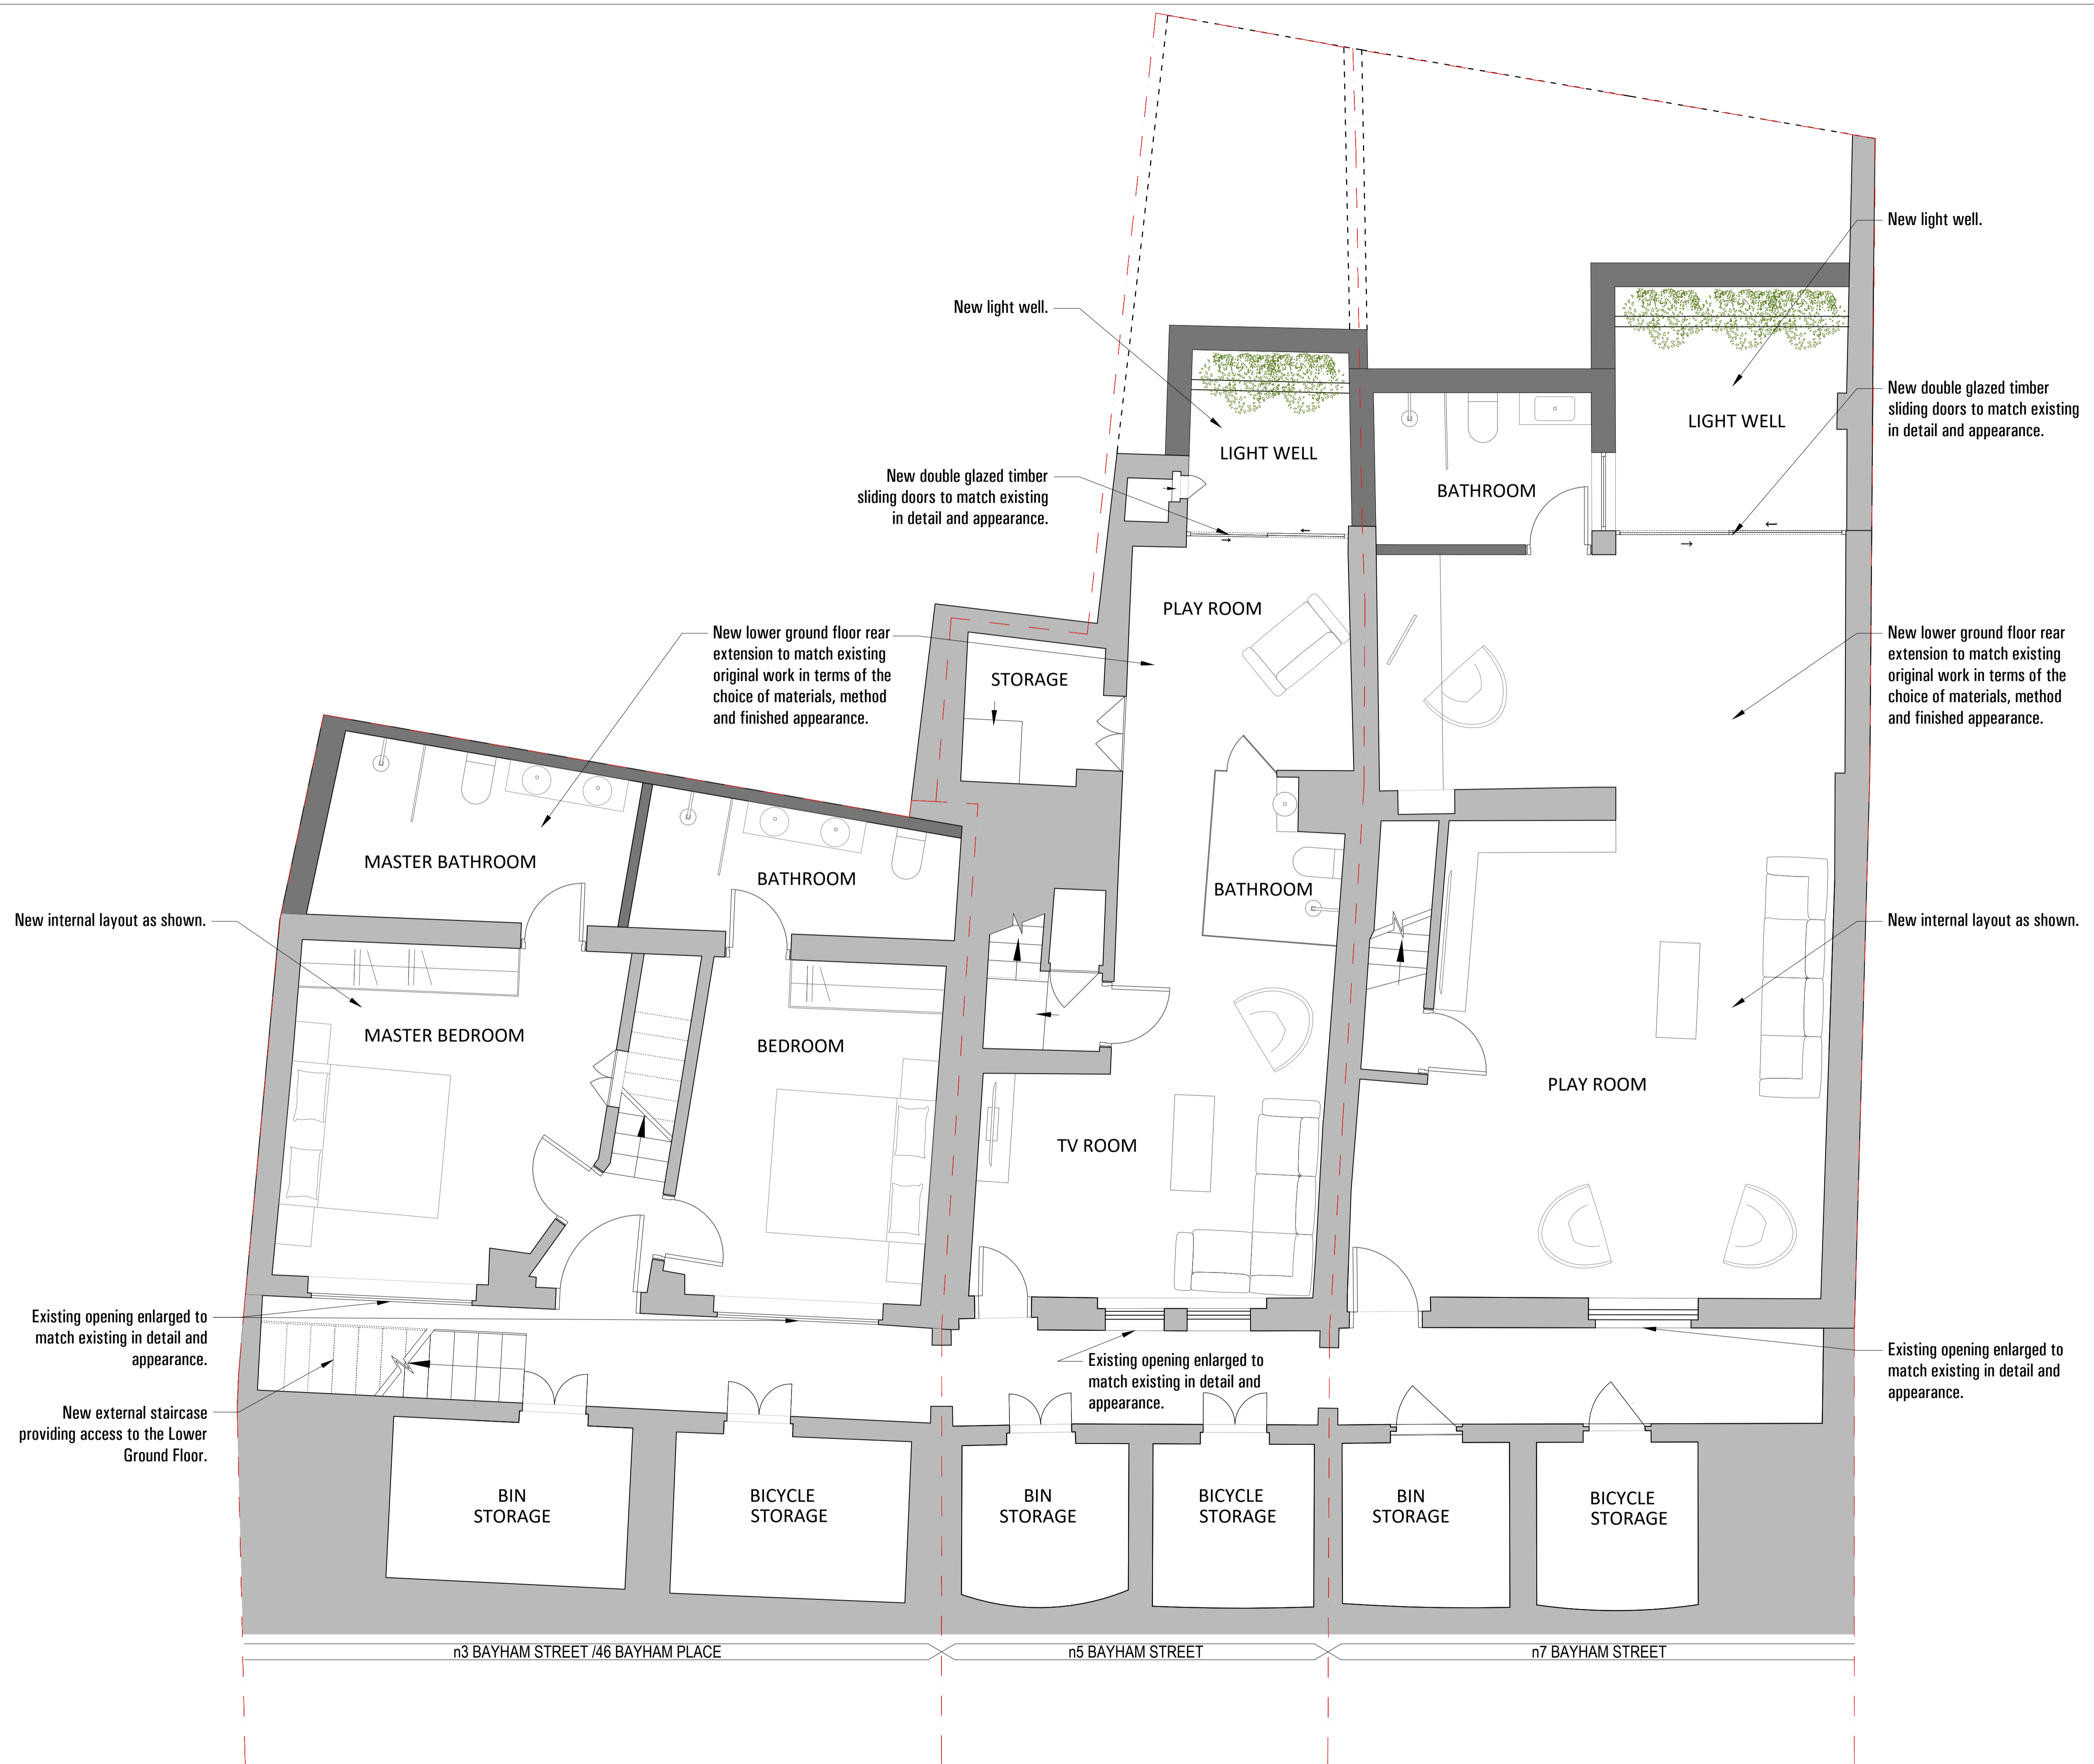 New light well.
New light well.
New double glazed timber
sliding doors to match existing
in detail and appearance.
LIGHT WELL
LIGHT WELL
New double glazed timber
sliding doors to match existing
in detail and appearance.
BATHROOM
PLAY ROOM
New lower ground floor rear
extension to match existing
original work in terms of the
choice of materials, method
and finished appearance.
STORAGE
New lower ground floor rear
extension to match existing
original work in terms of the
choice of materials, method
and finished appearance.
MASTER BATHROOM
BATHROOM
BATHROOM
New internal layout as shown.
New internal layout as shown.
MASTER BEDROOM
BEDROOM
PLAY ROOM
TV ROOM
Existing opening enlarged to
match existing in detail and
appearance.
Existing opening enlarged to
match existing in detail and
appearance.
Existing opening enlarged to
match existing in detail and
appearance.
New external staircase
providing access to the Lower
Ground Floor.
BIN
STORAGE
BICYCLE
STORAGE
BIN
STORAGE
BICYCLE
STORAGE
BIN
STORAGE
BICYCLE
STORAGE
n3 BAYHAM STREET /46 BAYHAM PLACE
n5 BAYHAM STREET
n7 BAYHAM STREET